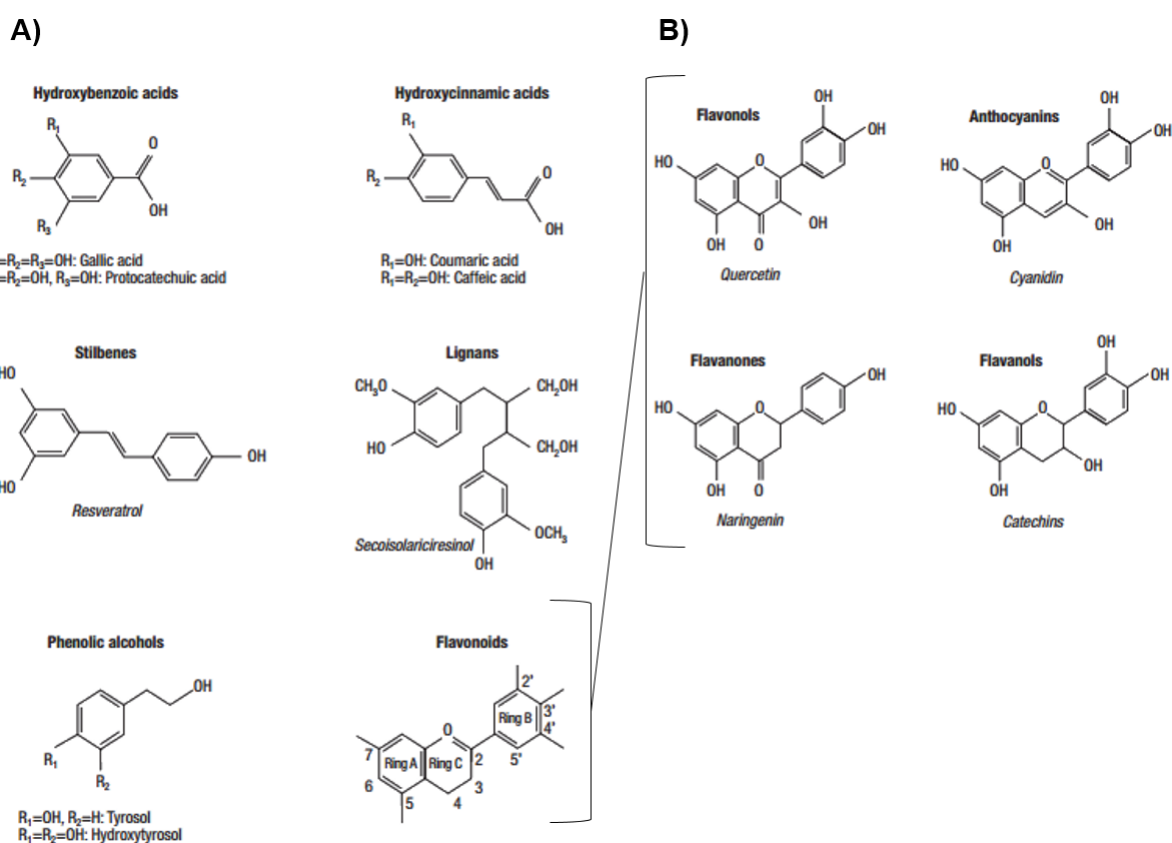 A)
B)
Hydroxybenzoic acids
R1
R2
R3
O
OH
=R2=R3=OH: Gallic acid
=R2=OH, R3=OH: Protocatechuic acid
Hydroxycinnamic acids
R1
R2
O
OH
R1=OH: Coumaric acid
R1=R2=OH: Caffeic acid
Stilbenes
HO
HO
OH
Resveratrol
Lignans
CH3O
CH2OH
HO
CH2OH
OCH3
OH
Secoisolariciresinol
Phenolic alcohols
OH
R1
R2
R1=OH, R2=H: Tyrosol
R1=R2=OH: Hydroxytyrosol
Flavonoids
2'
Ring B
3'
4'
5'
O
7
Ring A
Ring C
2
6
3
5
4
Flavonols
OH
OH
HO
O
OH
OH
O
Quercetin
Anthocyanins
OH
OH
HO
O
OH
OH
Cyanidin
Flavanones
OH
HO
O
OH
O
Naringenin
Flavanols
OH
OH
HO
O
OH
OH
Catechins